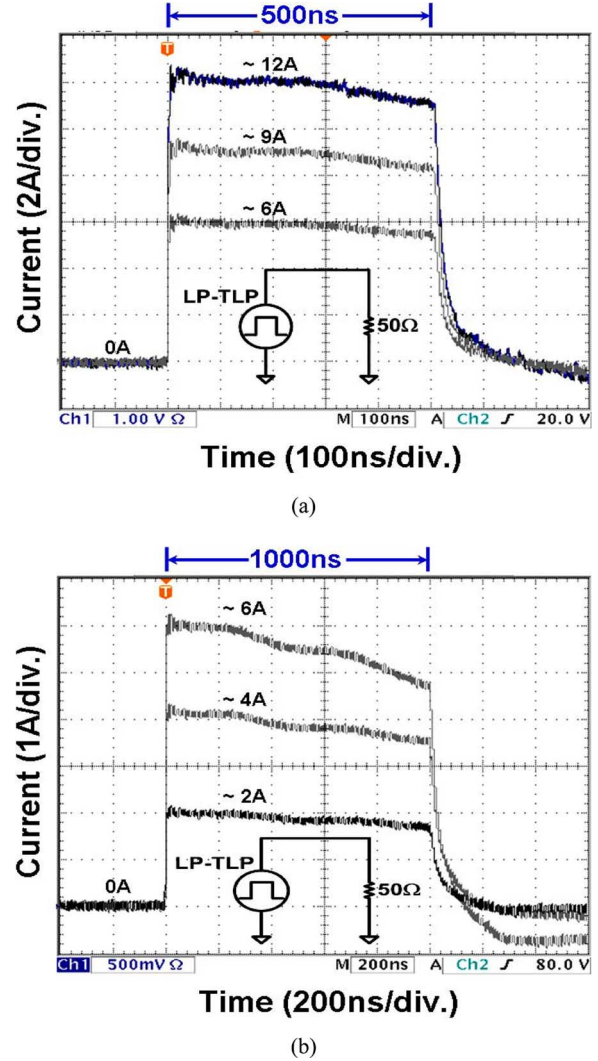 500ns
T
~ 12A
~ 9A
~ 6A
LP-TLP
50Ω
0A
Current (2A/div.)
Ch1 1.00 V Ω M 100ns A Ch2 20.0 V
Time (100ns/div.)
(a)
1000ns
T
~ 6A
~ 4A
~ 2A
LP-TLP
50Ω
0A
Current (1A/div.)
Ch1 500mV Ω M 200ns A Ch2 80.0 V
Time (200ns/div.)
(b)